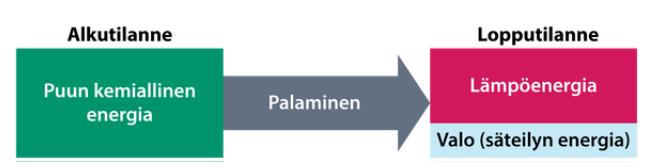 Alkutilanne
Lopputilanne
Puun kemiallinen
energia
Palaminen
Lämpöenergia
Valo (säteilyn energia)